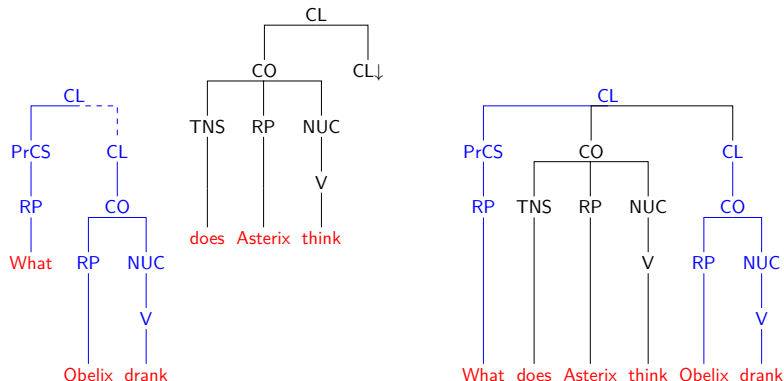 CL
PrCS CL
RP CO
What RP NUC
V
Obelix drank
CL
CO CL↓
TNS RP NUC
V
does Asterix think
CL
PrCS CO CL
RP TNS RP NUC CO
V RP NUC
V
What does Asterix think Obelix drank